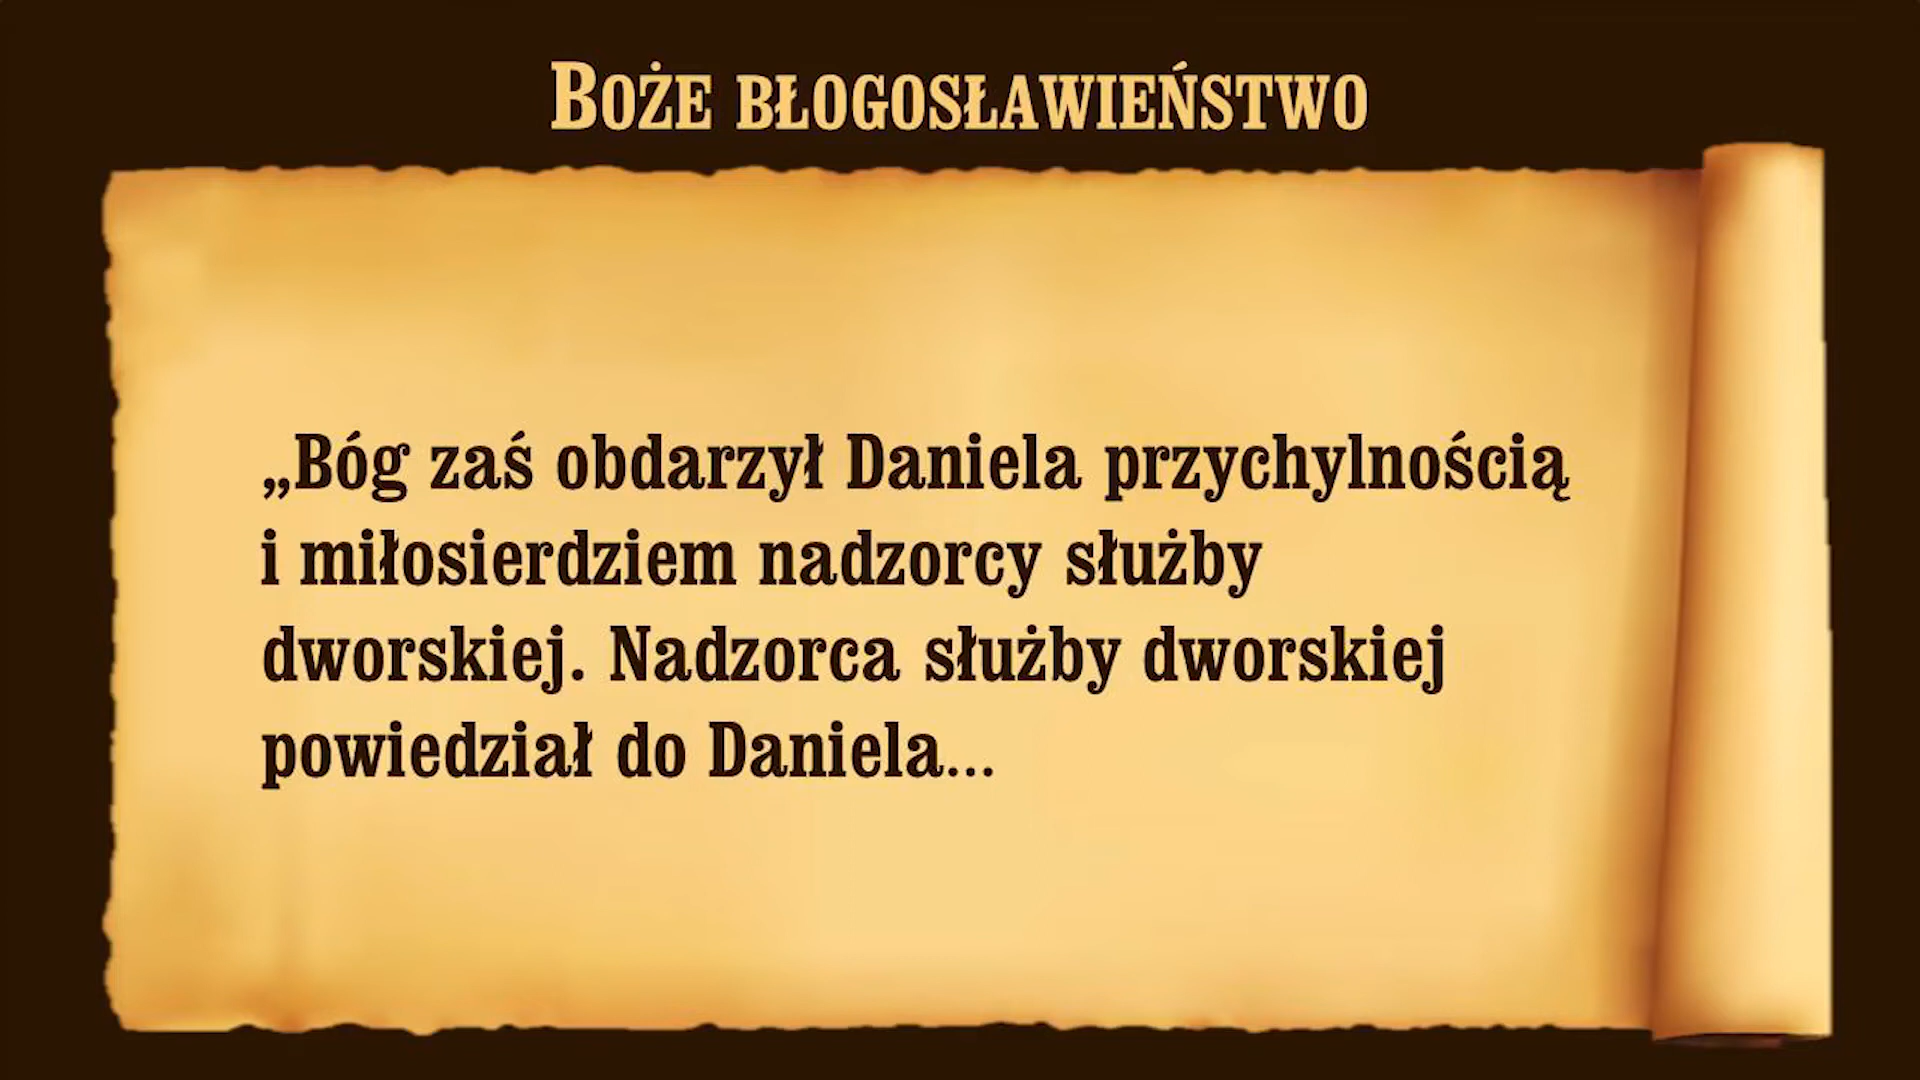 Boże błogosławieństwo
„Bóg zaś obdarzył Daniela przychylnością
i miłosierdziem nadzorcy służby
dworskiej. Nadzorca służby dworskiej
powiedział do Daniela...